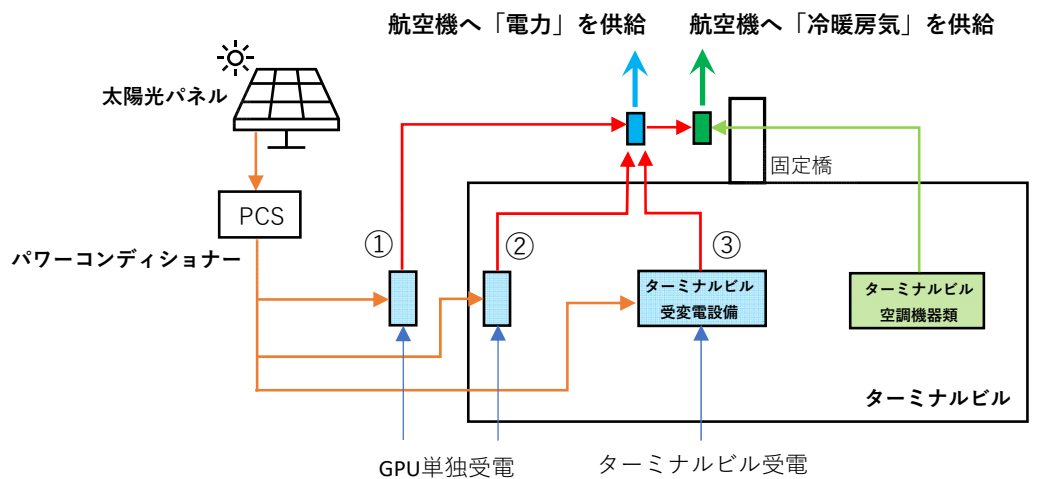 航空機へ「電力」を供給
航空機へ「冷暖房気」を供給
太陽光パネル
固定橋
PCS
パワーコンディショナー
①
②
③
ターミナルビル
受変電設備
ターミナルビル
空調機器類
ターミナルビル
GPU単独受電
ターミナルビル受電